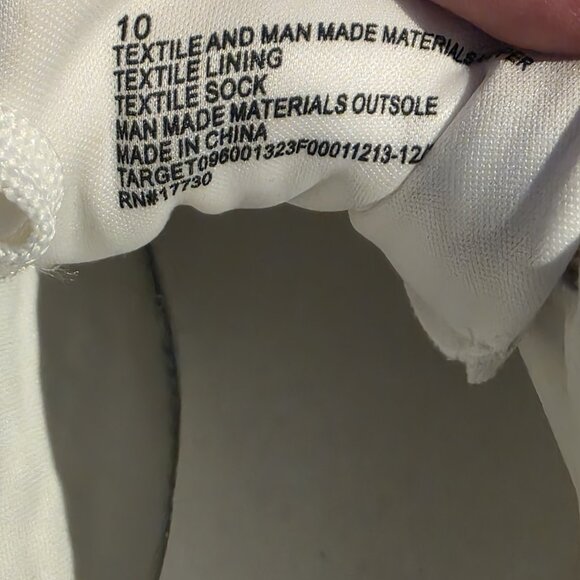 10
TEXTILE AND MAN MADE MATERIALS
TEXTILE LINING
TEXTILE SOCK
MAN MADE MATERIALS OUTSOLE
MADE IN CHINA
TARGET096001323F00011213-12/
RN#17730